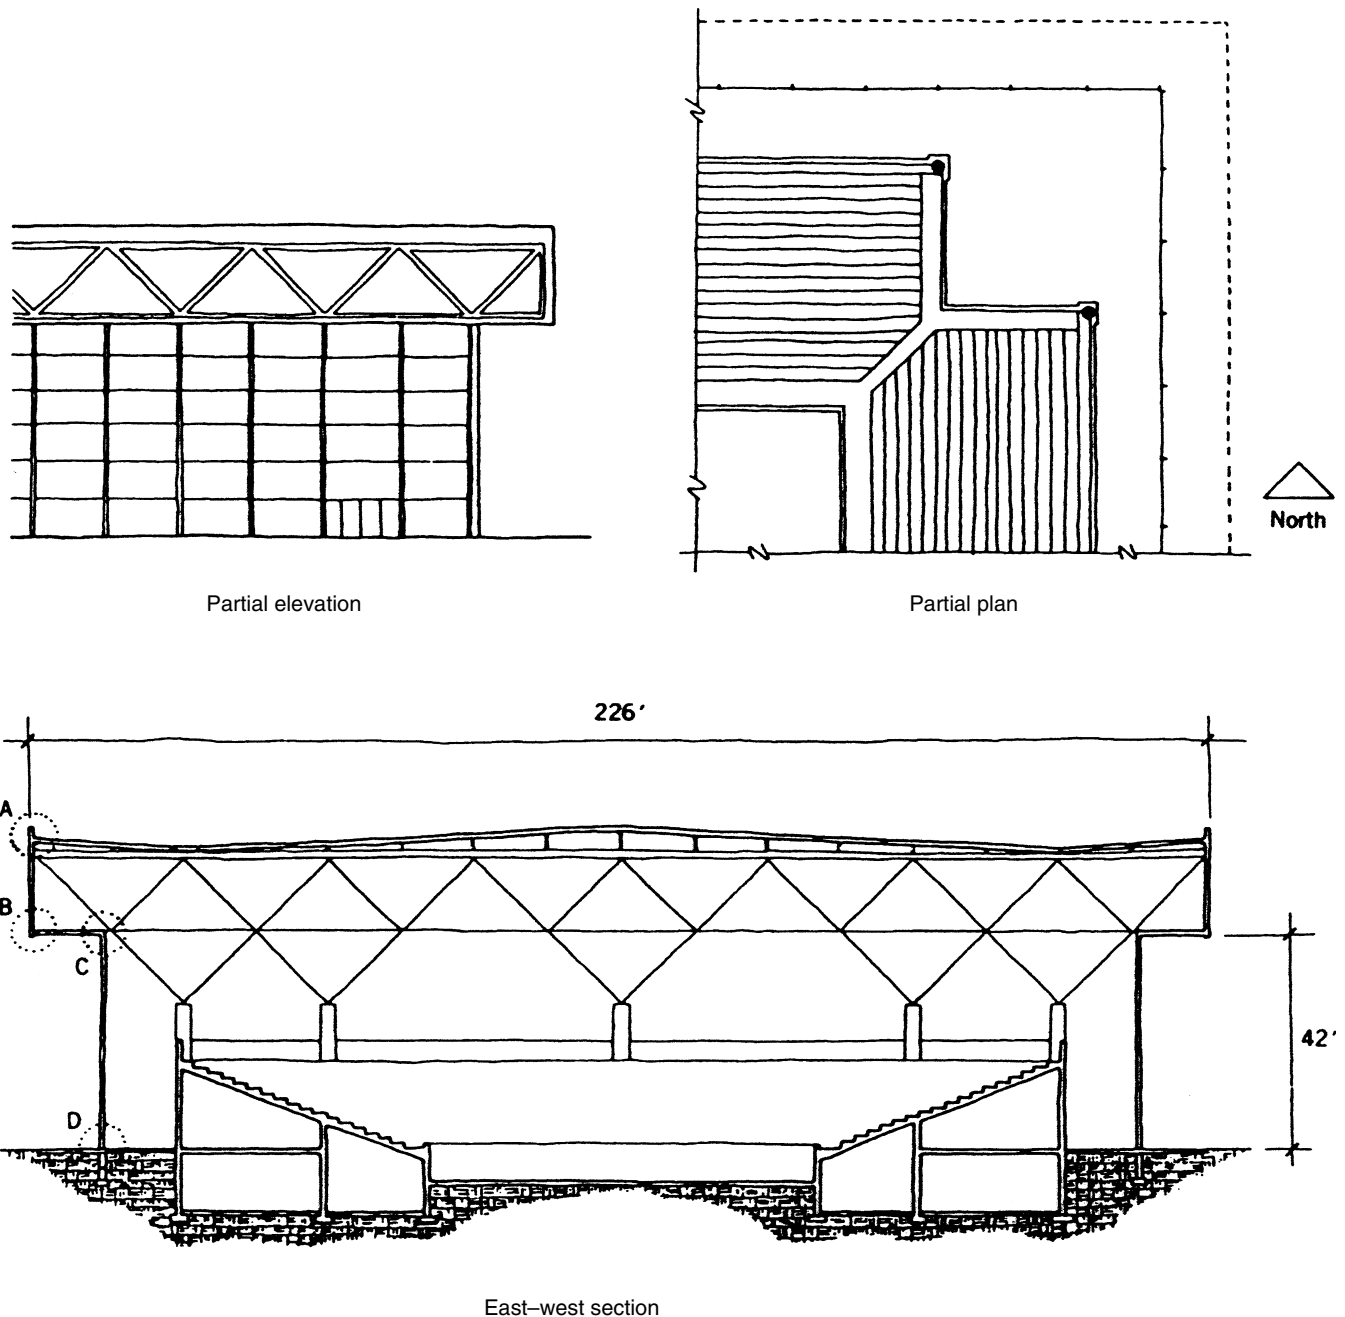 North
Partial elevation
Partial plan
226'
A
B
C
42'
D
East–west section